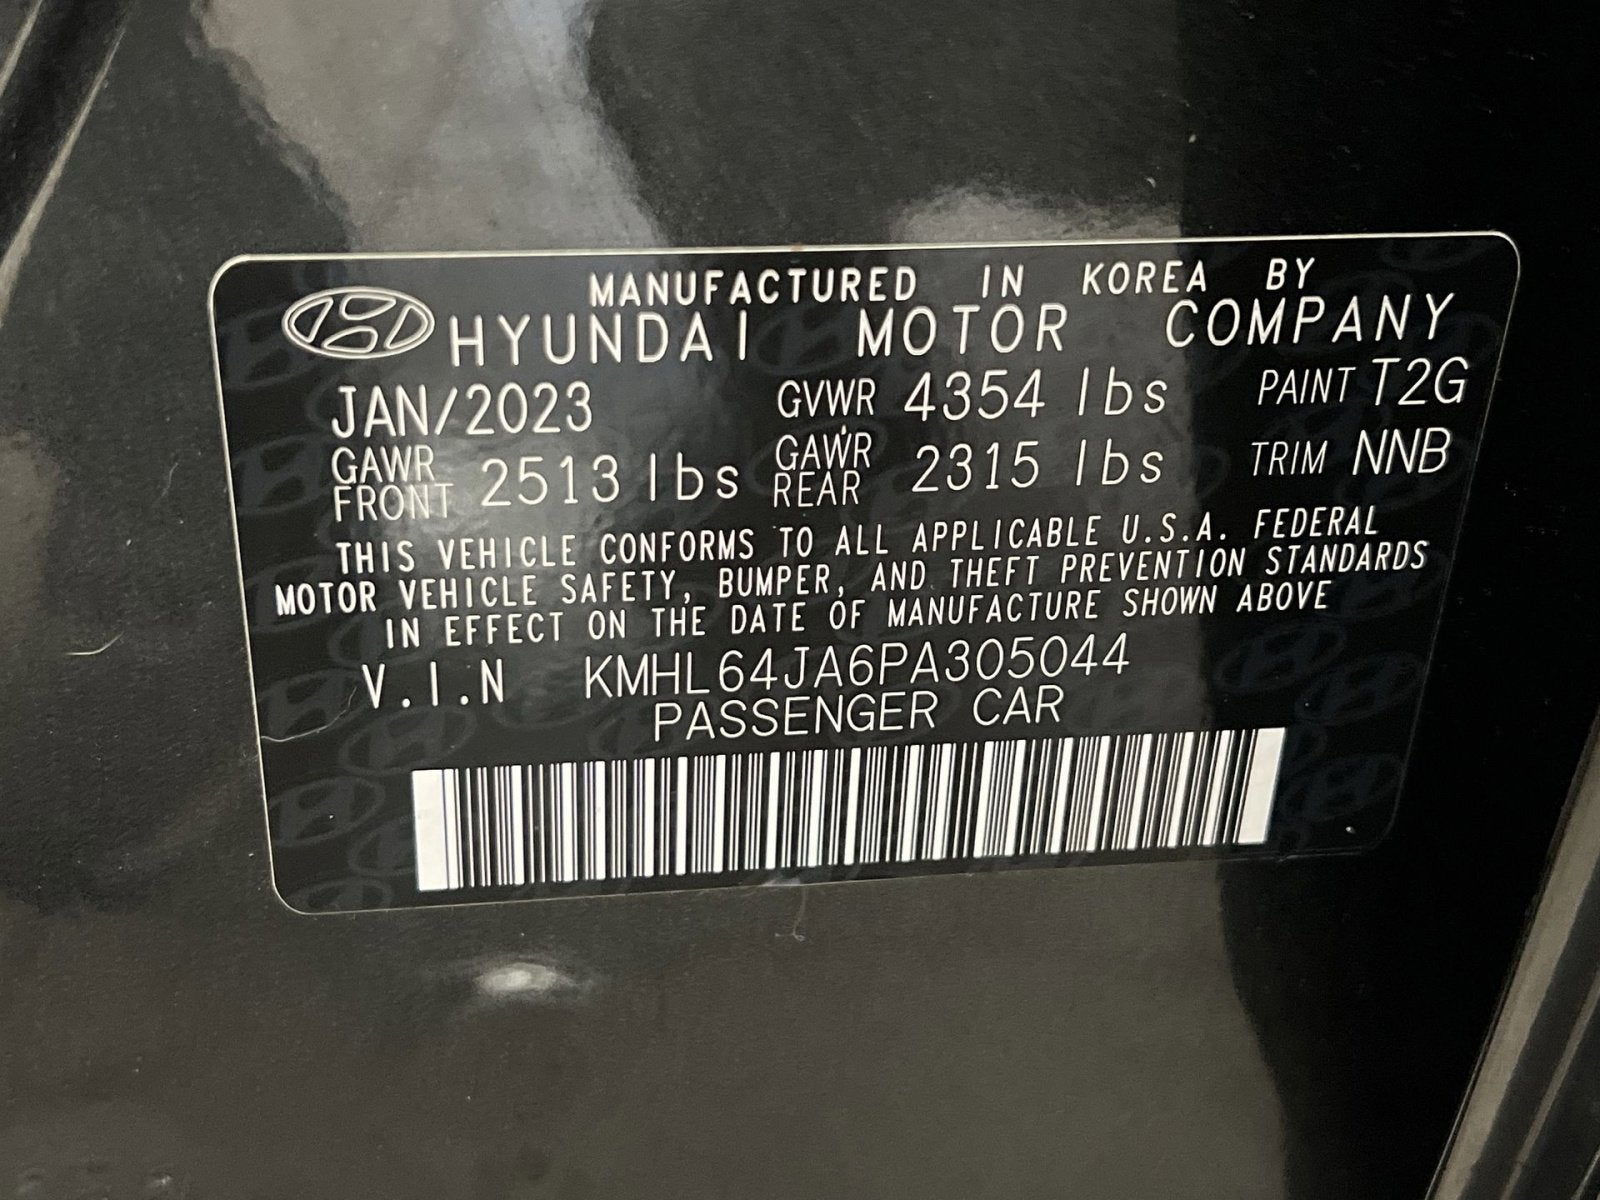 MANUFACTURED IN KOREA BY
HYUNDAI MOTOR COMPANY
JAN/2023 GVWR 4354 lbs PAINT T2G
GAWR FRONT 2513 lbs GAWR REAR 2315 lbs TRIM NNB
THIS VEHICLE CONFORMS TO ALL APPLICABLE U.S.A. FEDERAL
MOTOR VEHICLE SAFETY, BUMPER, AND THEFT PREVENTION STANDARDS
IN EFFECT ON THE DATE OF MANUFACTURE SHOWN ABOVE
V.I.N KMHL64JA6PA305044
PASSENGER CAR